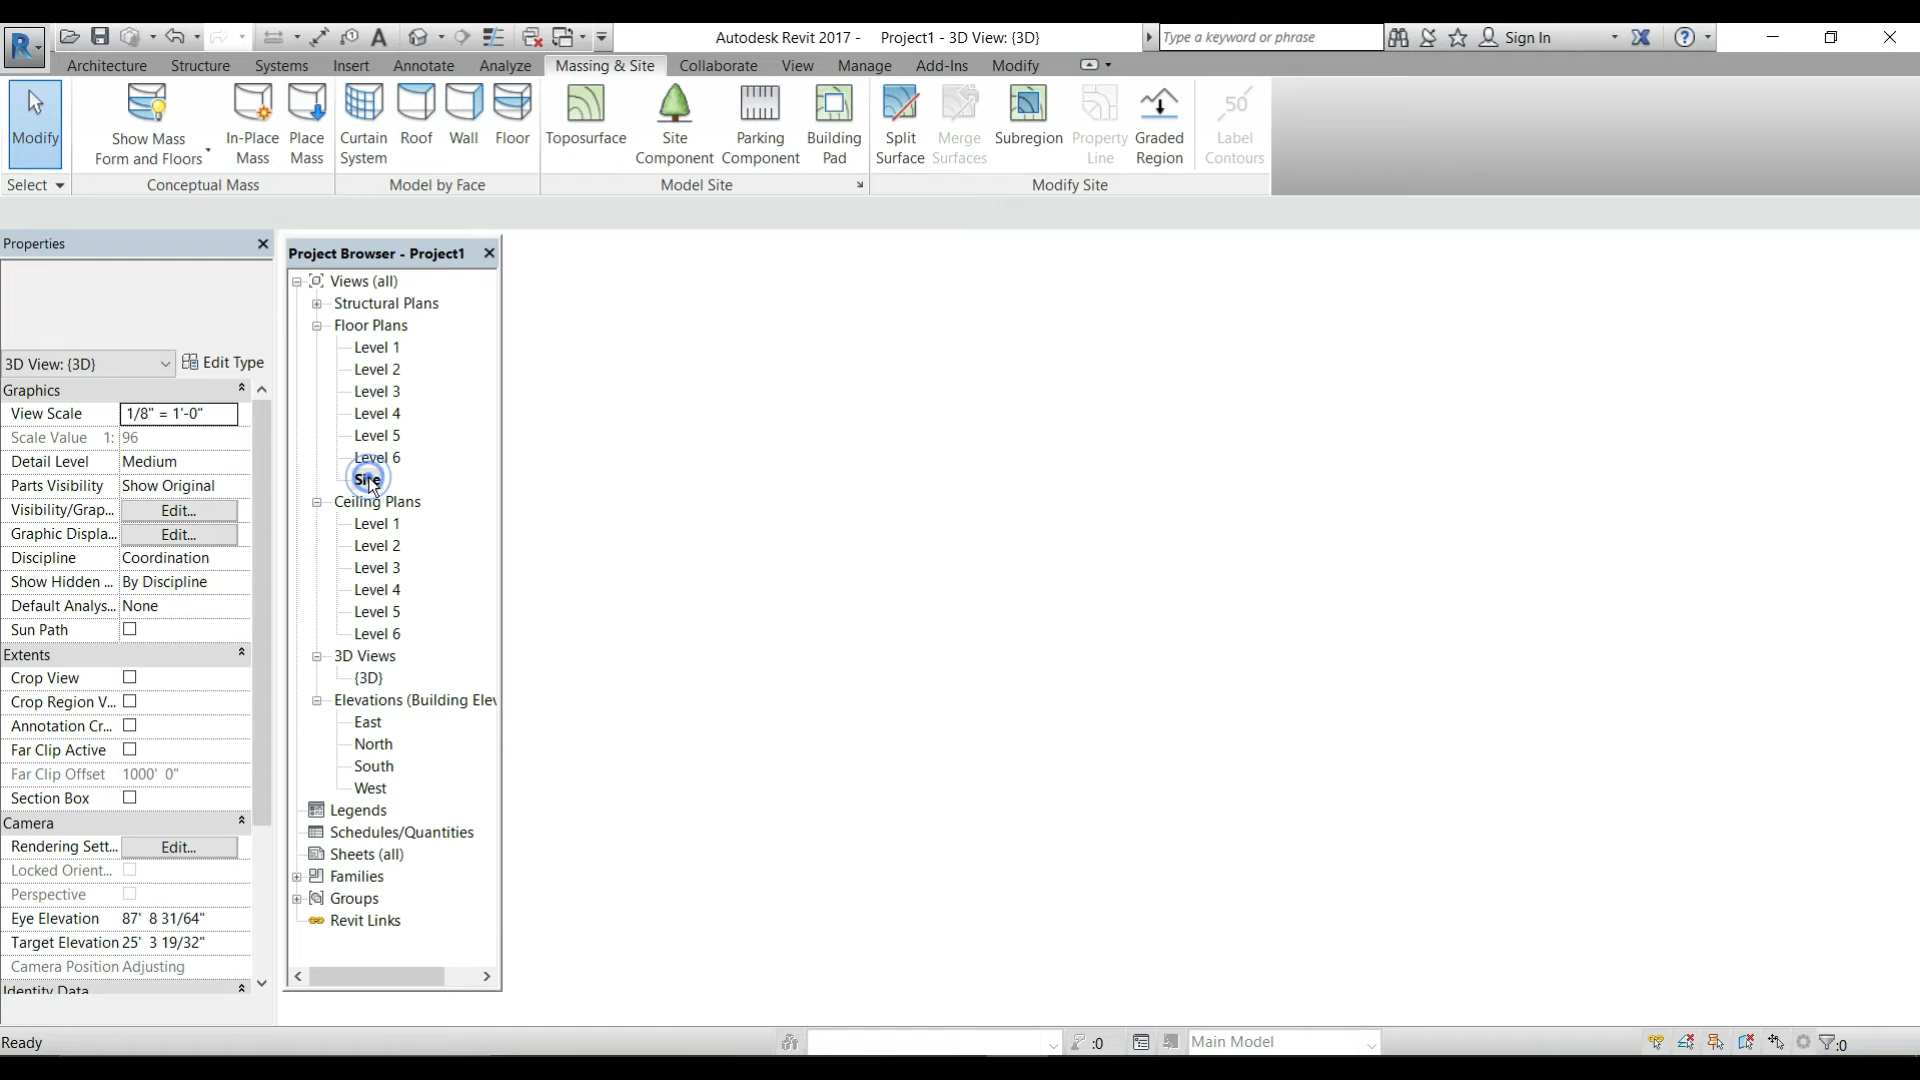 Autodesk Revit 2017 - Project1 - 3D View: {3D}
Type a keyword or phrase
Sign In
Architecture Structure Systems Insert Annotate Analyze Massing & Site Collaborate View Manage Add-Ins Modify
Modify
Show Mass
Form and Floors
In-Place
Mass
Place
Mass
Curtain
System
Roof
Wall
Floor
Toposurface
Site
Component
Parking
Component
Building
Pad
Split
Surface
Merge
Surfaces
Subregion
Property
Line
Graded
Region
50
Label
Contours
Select
Conceptual Mass
Model by Face
Model Site
Modify Site
Properties
3D View: {3D}
Edit Type
Graphics
View Scale 1/8" = 1'-0"
Scale Value 1: 96
Detail Level Medium
Parts Visibility Show Original
Visibility/Grap... Edit...
Graphic Displa... Edit...
Discipline Coordination
Show Hidden ... By Discipline
Default Analys... None
Sun Path
Extents
Crop View
Crop Region V...
Annotation Cr...
Far Clip Active
Far Clip Offset 1000' 0"
Section Box
Camera
Rendering Sett... Edit...
Locked Orient...
Perspective
Eye Elevation 87' 8 31/64"
Target Elevation 25' 3 19/32"
Camera Position Adjusting
Identity Data
Project Browser - Project1
Views (all)
Structural Plans
Floor Plans
Level 1
Level 2
Level 3
Level 4
Level 5
Level 6
Site
Ceiling Plans
Level 1
Level 2
Level 3
Level 4
Level 5
Level 6
3D Views
{3D}
Elevations (Building Elev
East
North
South
West
Legends
Schedules/Quantities
Sheets (all)
Families
Groups
Revit Links
Ready
:0
Main Model
:0